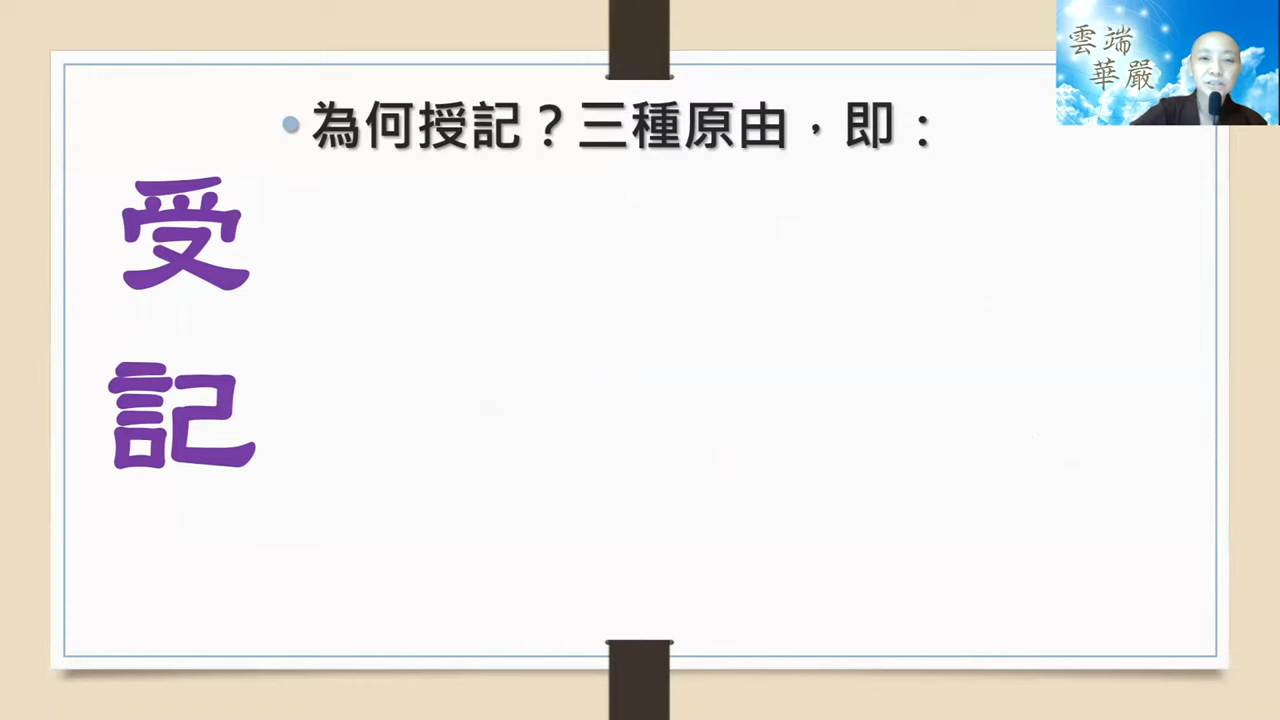 為何授記？三種原由，即：
受
記
雲端
華嚴